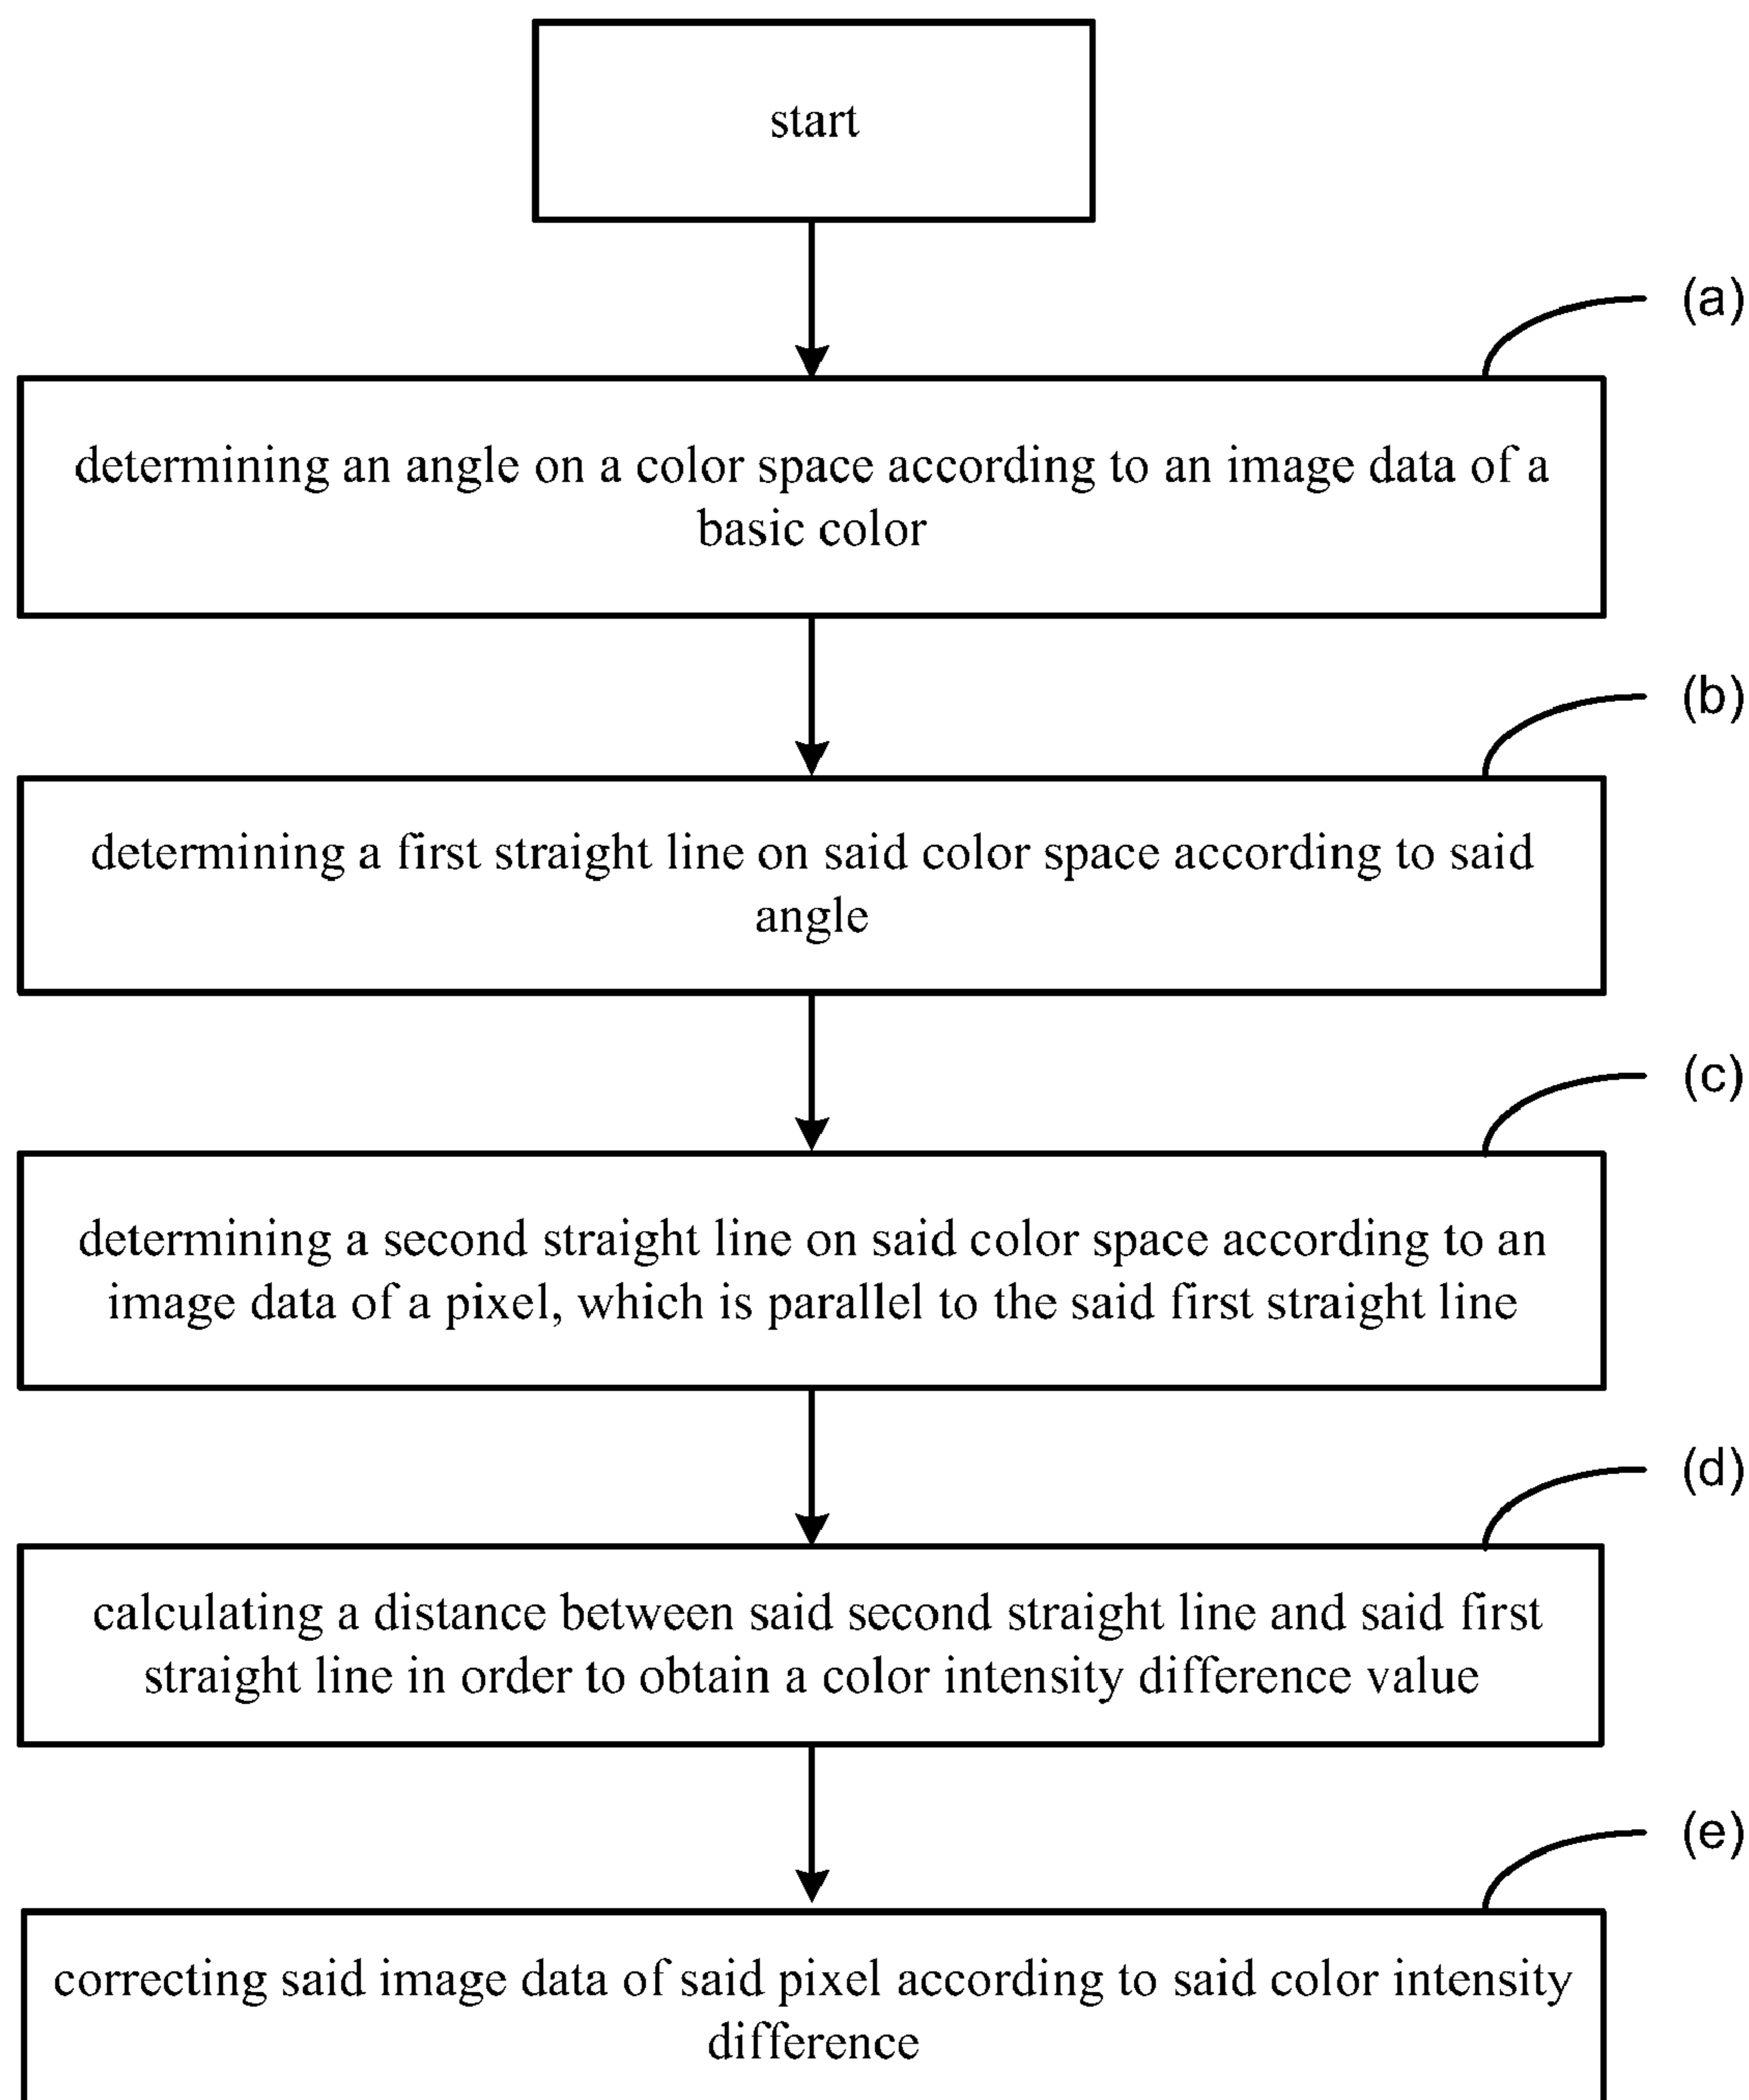 start
(a)
determining an angle on a color space according to an image data of a
basic color
(b)
determining a first straight line on said color space according to said
angle
(c)
determining a second straight line on said color space according to an
image data of a pixel, which is parallel to the said first straight line
(d)
calculating a distance between said second straight line and said first
straight line in order to obtain a color intensity difference value
(e)
correcting said image data of said pixel according to said color intensity
difference